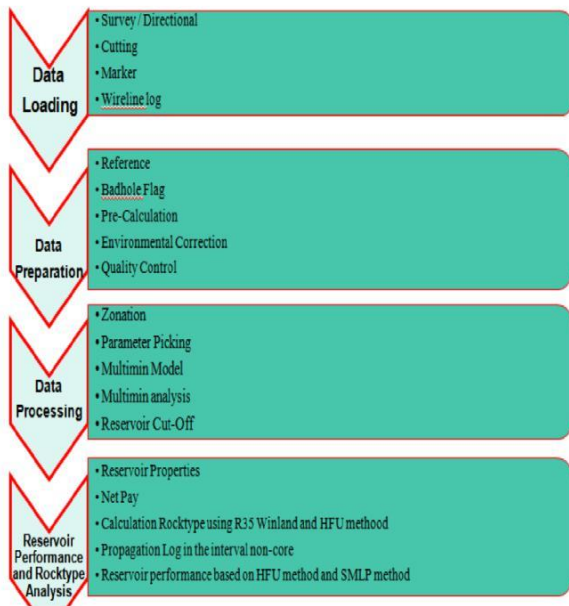 Data
Loading
• Survey / Directional
• Cutting
• Marker
• Wireline log
Data
Preparation
• Reference
• Badhole Flag
• Pre-Calculation
• Environmental Correction
• Quality Control
Data
Processing
• Zonation
• Parameter Picking
• Multimin Model
• Multimin analysis
• Reservoir Cut-Off
Reservoir
Performance
and Rocktype
Analysis
• Reservoir Properties
• Net Pay
• Calculation Rocktype using R35 Winland and HFU methood
• Propagation Log in the interval non-core
• Reservoir performance based on HFU method and SMLP method